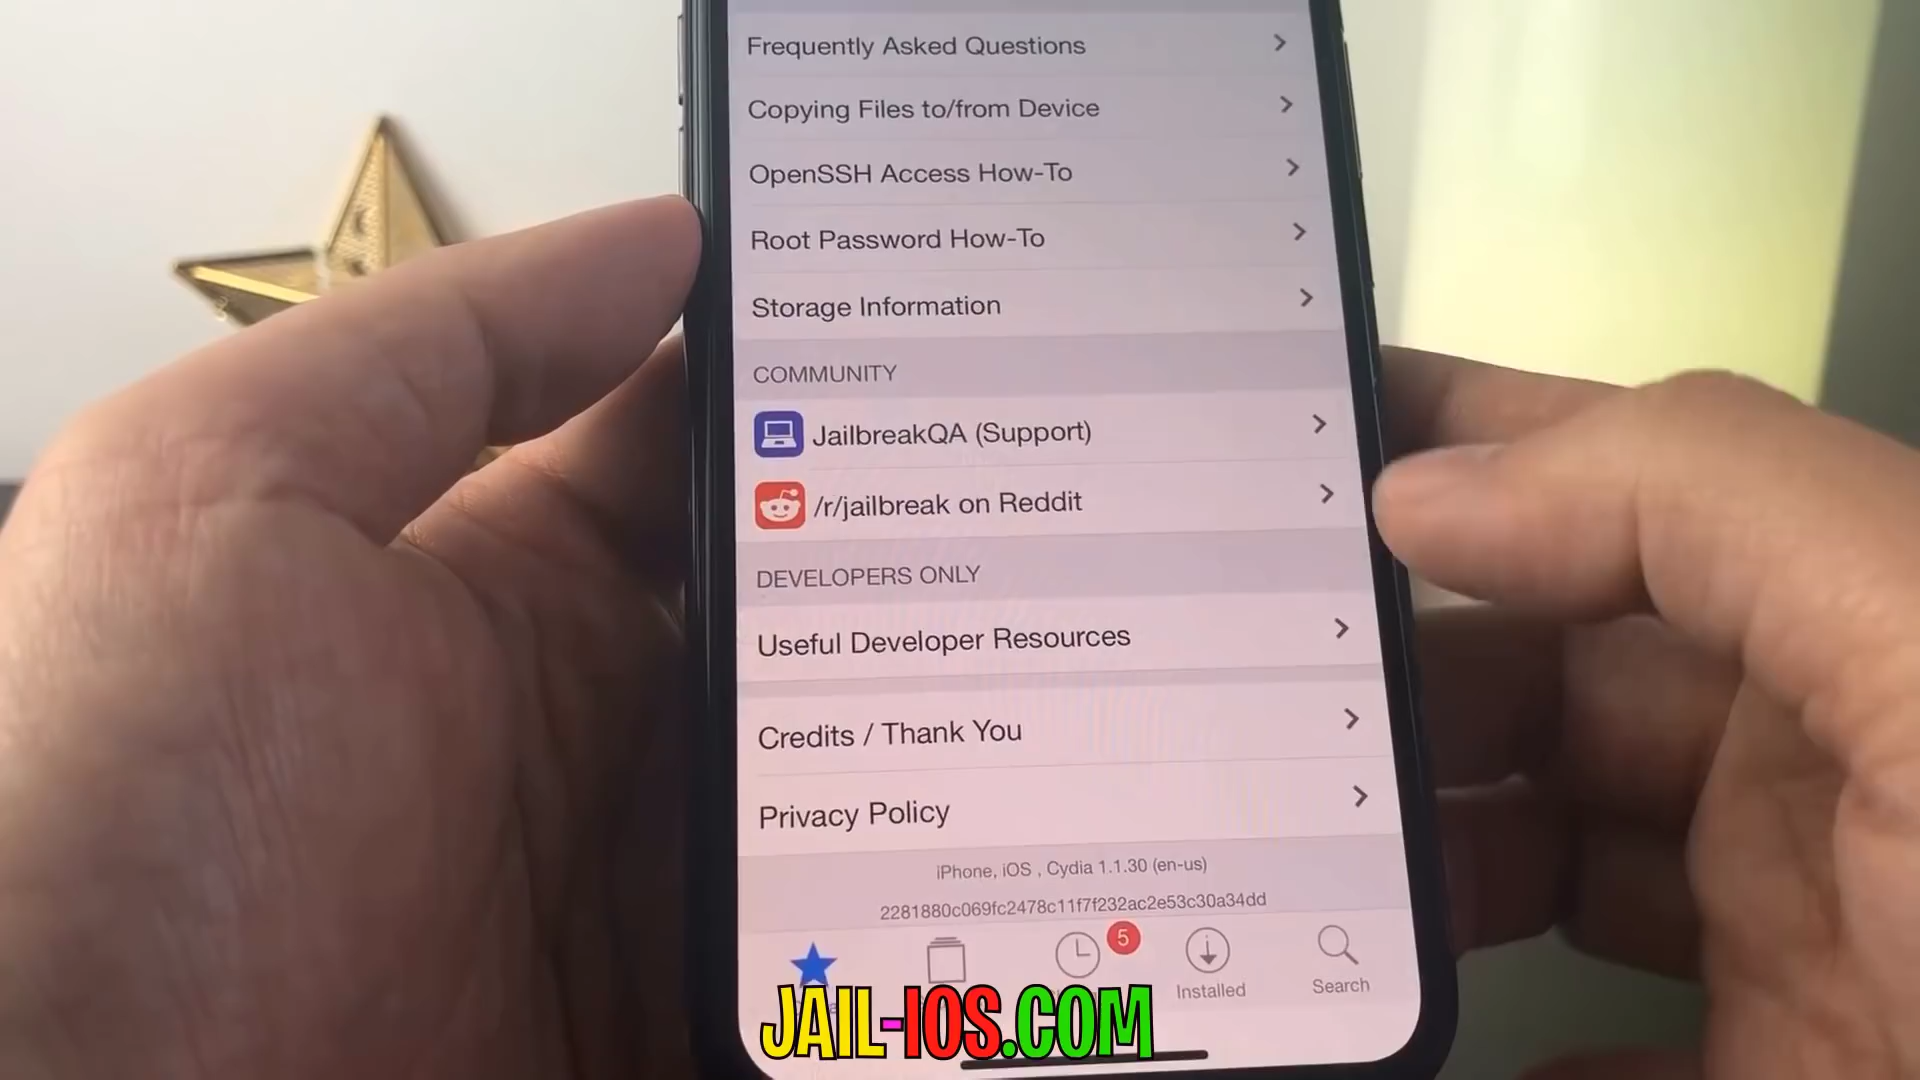 Frequently Asked Questions
Copying Files to/from Device
OpenSSH Access How-To
Root Password How-To
Storage Information
COMMUNITY
JailbreakQA (Support)
/r/jailbreak on Reddit
DEVELOPERS ONLY
Useful Developer Resources
Credits / Thank You
Privacy Policy
iPhone, iOS , Cydia 1.1.30 (en-us)
2281880c069fc2478c11f7f232ac2e53c30a34dd
5
Installed
Search
JAIL-IOS.COM